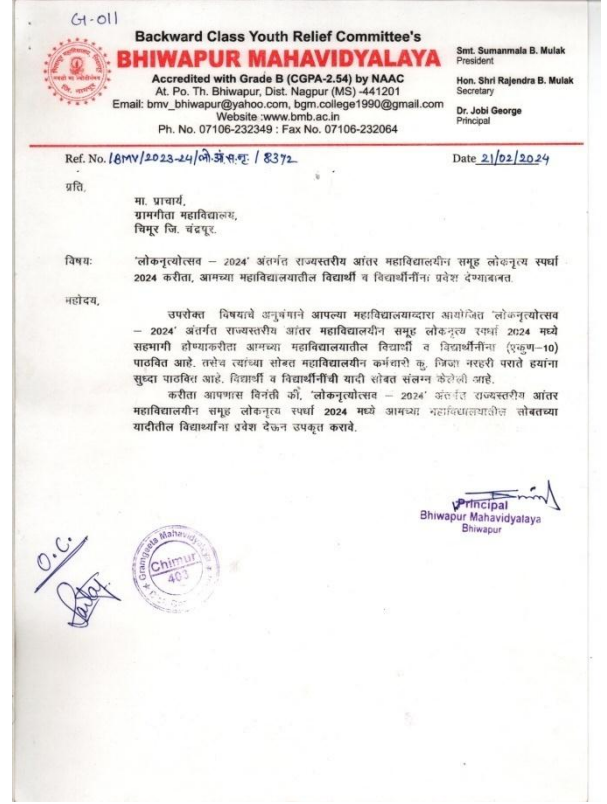 G-011
Backward Class Youth Relief Committee's
BHIWAPUR MAHAVIDYALAYA
Accredited with Grade B (CGPA-2.54) by NAAC
At. Po. Th. Bhiwapur, Dist. Nagpur (MS) -441201
Email: bmv_bhiwapur@yahoo.com, bgm.college1990@gmail.com
Website :www.bmb.ac.in
Ph. No. 07106-232349 : Fax No. 07106-232064
Smt. Sumanmala B. Mulak
President
Hon. Shri Rajendra B. Mulak
Secretary
Dr. Jobi George
Principal
Ref. No. /BMV/2023-24/लो.आं.स.नृ. / 8372
Date 21/02/2024
प्रति,
मा. प्राचार्य,
ग्रामगीता महाविद्यालय,
चिमूर जि. चंद्रपूर.
विषयः 'लोकनृत्योत्सव – 2024' अंतर्गत राज्यस्तरीय आंतर महाविद्यालयीन समूह लोकनृत्य स्पर्धा
2024 करीता, आमच्या महाविद्यालयातील विद्यार्थी व विद्यार्थीनींना प्रवेश देण्याबाबत.
महोदय,
उपरोक्त विषयाचे अनुषंगाने आपल्या महाविद्यालयाव्दारा आयोजित 'लोकनृत्योत्सव
– 2024' अंतर्गत राज्यस्तरीय आंतर महाविद्यालयीन समूह लोकनृत्य स्पर्धा 2024 मध्ये
सहभागी होण्याकरीता आमच्या महाविद्यालयातील विद्यार्थी व विद्यार्थीनींना (एकुण–10)
पाठवित आहे. तसेच त्यांच्या सोबत महाविद्यालयीन कर्मचारी कु. जिजा नरहरी पराते हयांना
सुध्दा पाठवित आहे. विद्यार्थी व विद्यार्थीनींची यादी सोबत संलग्न केलेली आहे.
करीता आपणास विनंती की, 'लोकनृत्योत्सव – 2024' अंतर्गत राज्यस्तरीय आंतर
महाविद्यालयीन समूह लोकनृत्य स्पर्धा 2024 मध्ये आमच्या महाविद्यालयातील सोबतच्या
यादीतील विद्यार्थ्यांना प्रवेश देऊन उपकृत करावे.
Principal
Bhiwapur Mahavidyalaya
Bhiwapur
O.C.
Gramgeeta Mahavidyalaya
Chimur
403